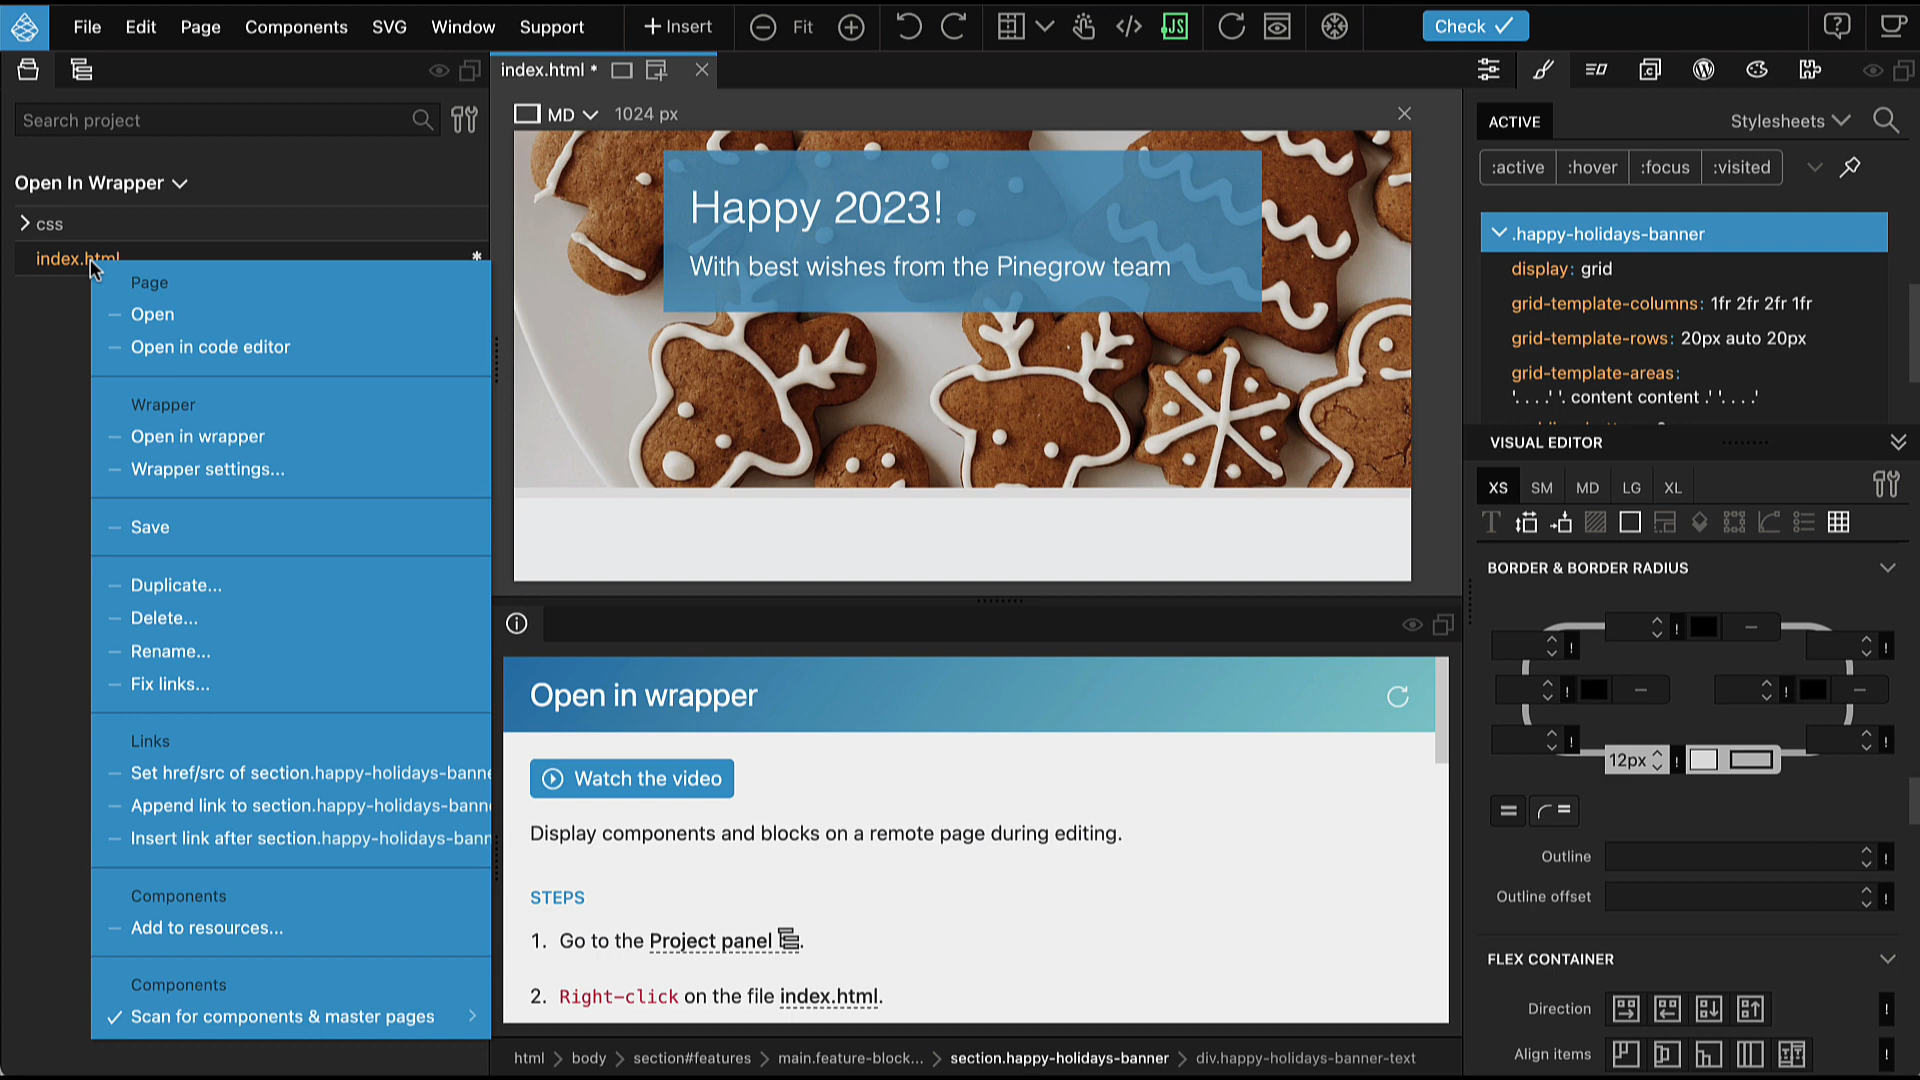 File Edit Page Components SVG Window Support
Insert
Fit
JS
Check
index.html *
Search project
MD 1024 px
Open In Wrapper
css
index.html *
Page
Open
Open in code editor
Wrapper
Open in wrapper
Wrapper settings...
Save
Duplicate...
Delete...
Rename...
Fix links...
Links
Set href/src of section.happy-holidays-banne
Append link to section.happy-holidays-bann
Insert link after section.happy-holidays-banr
Components
Add to resources...
Components
Scan for components & master pages
Happy 2023!
With best wishes from the Pinegrow team
Open in wrapper
Watch the video
Display components and blocks on a remote page during editing.
STEPS
1. Go to the Project panel .
2. Right-click on the file index.html.
html body section#features main.feature-block... section.happy-holidays-banner div.happy-holidays-banner-text
ACTIVE Stylesheets
:active :hover :focus :visited
.happy-holidays-banner
display: grid
grid-template-columns: 1fr 2fr 2fr 1fr
grid-template-rows: 20px auto 20px
grid-template-areas:
'. . . .' '. content content .' '. . . .'
VISUAL EDITOR
XS SM MD LG XL
BORDER & BORDER RADIUS
! –
! !
! – ! –
! !
12px !
Outline !
Outline offset !
FLEX CONTAINER
Direction !
Align items !